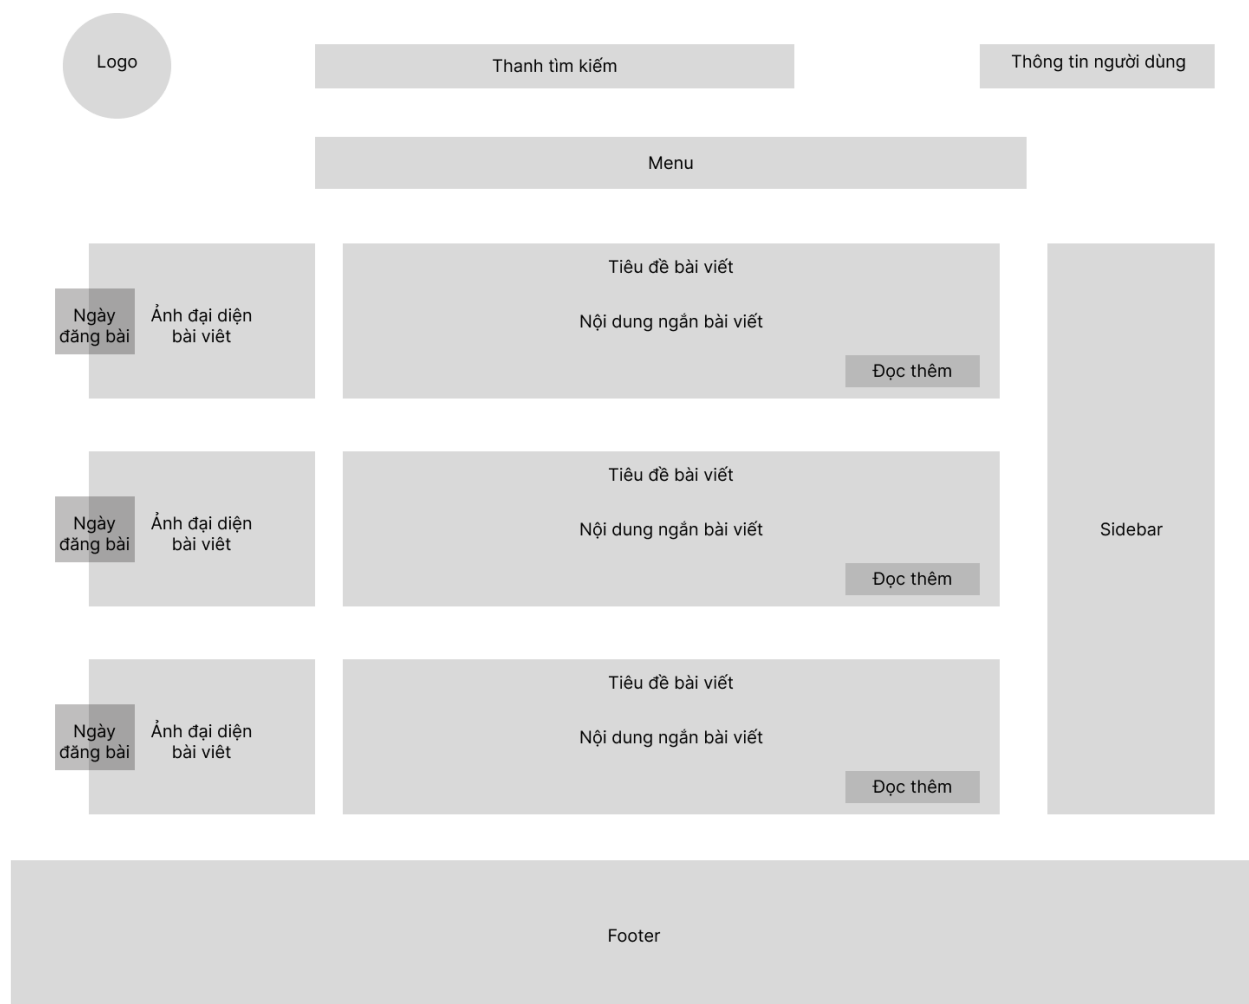 Logo
Thanh tìm kiếm
Thông tin người dùng
Menu
Ngày
đăng bài
Ảnh đại diện
bài viêt
Tiêu đề bài viết
Nội dung ngắn bài viết
Đọc thêm
Ngày
đăng bài
Ảnh đại diện
bài viêt
Tiêu đề bài viết
Nội dung ngắn bài viết
Đọc thêm
Ngày
đăng bài
Ảnh đại diện
bài viêt
Tiêu đề bài viết
Nội dung ngắn bài viết
Đọc thêm
Sidebar
Footer